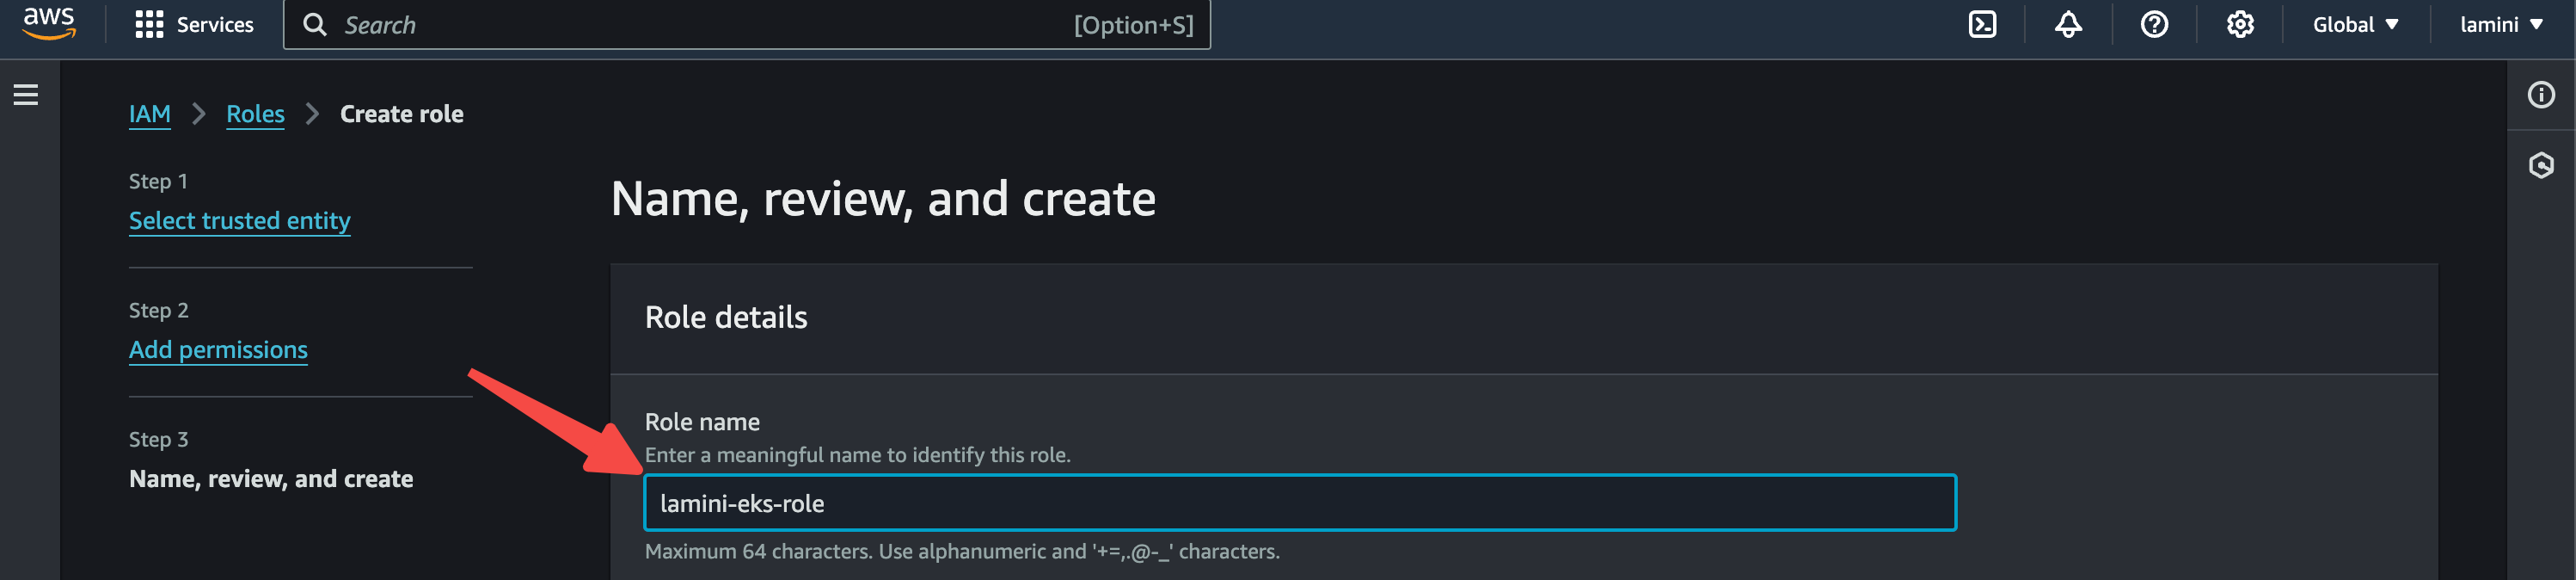 aws
Services
Search
[Option+S]
Global
lamini
IAM
Roles
Create role
Step 1
Select trusted entity
Step 2
Add permissions
Step 3
Name, review, and create
Name, review, and create
Role details
Role name
Enter a meaningful name to identify this role.
lamini-eks-role
Maximum 64 characters. Use alphanumeric and '+=,.@-_' characters.